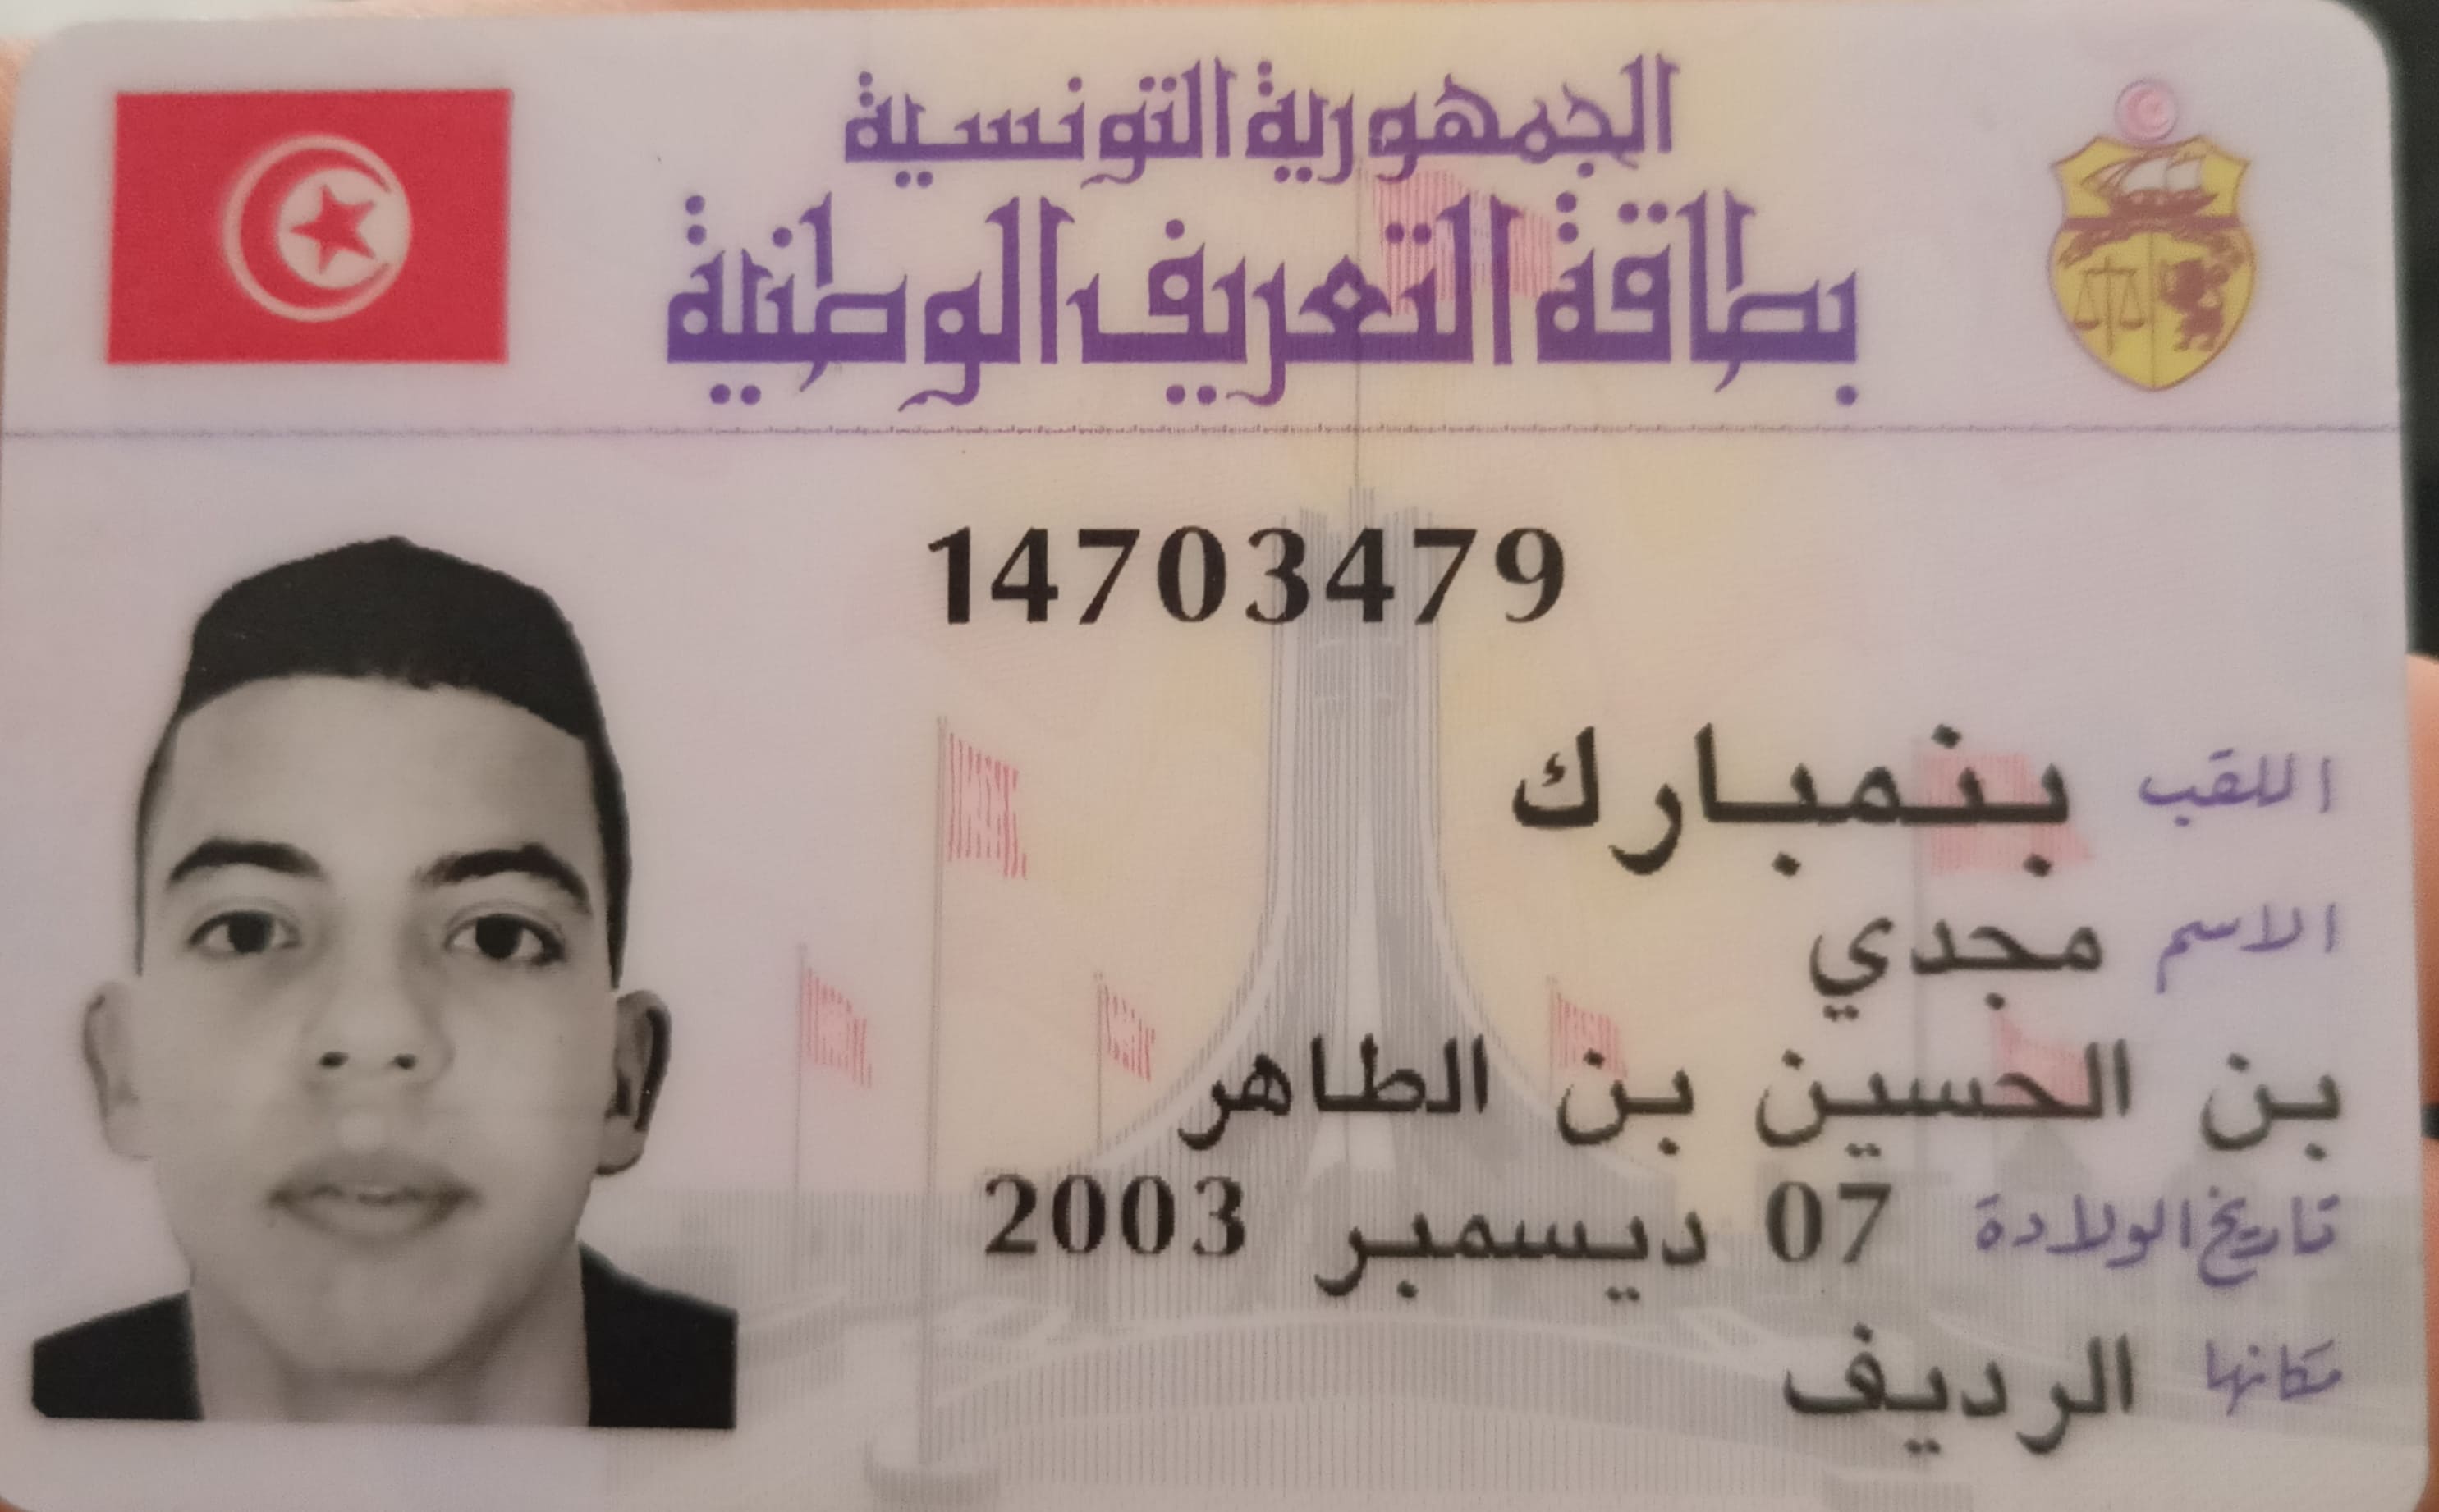 الجمهورية التونسية
بطاقة التعريف الوطنية
14703479
اللقب بنمبارك
الاسم مجدي
بن الحسين بن الطاهر
تاريخ الولادة 07 ديسمبر 2003
مكانها الرديف